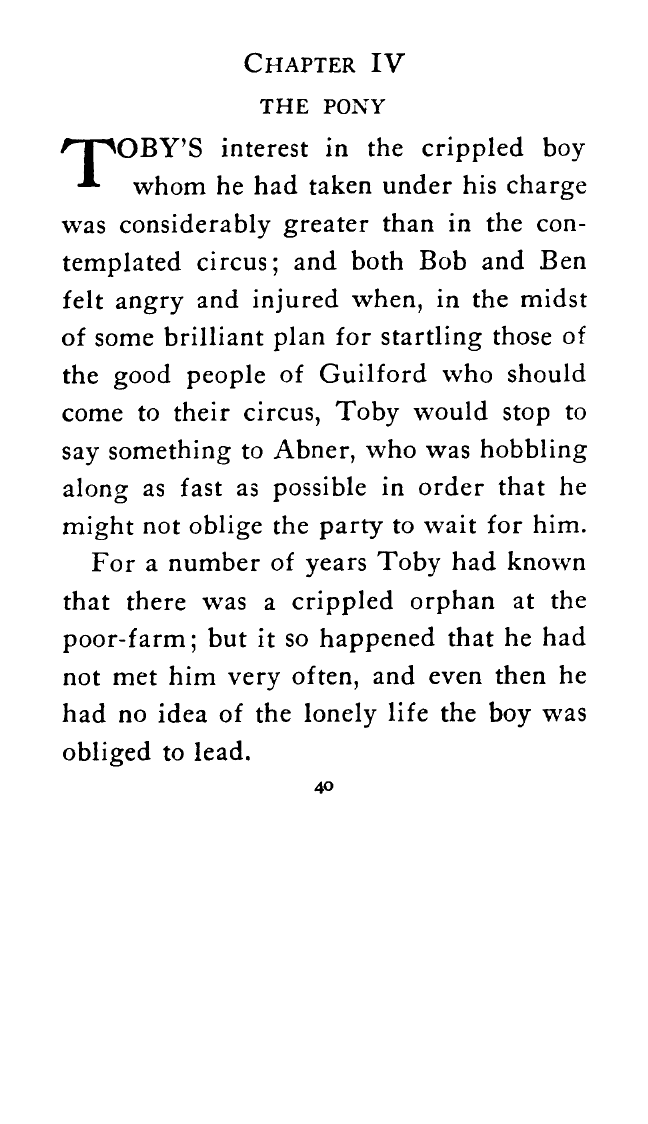 CHAPTER IV
THE PONY
TOBY'S interest in the crippled boy
whom he had taken under his charge
was considerably greater than in the con-
templated circus; and both Bob and Ben
felt angry and injured when, in the midst
of some brilliant plan for startling those of
the good people of Guilford who should
come to their circus, Toby would stop to
say something to Abner, who was hobbling
along as fast as possible in order that he
might not oblige the party to wait for him.
For a number of years Toby had known
that there was a crippled orphan at the
poor-farm; but it so happened that he had
not met him very often, and even then he
had no idea of the lonely life the boy was
obliged to lead.
40